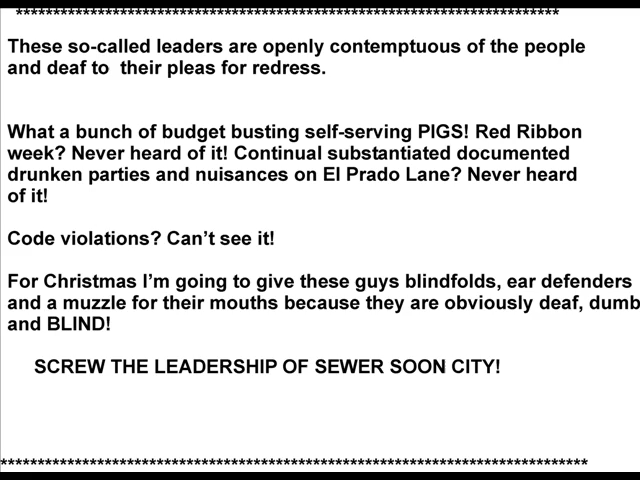 ***************************************************************************
These so-called leaders are openly contemptuous of the people
and deaf to  their pleas for redress.
What a bunch of budget busting self-serving PIGS! Red Ribbon
week? Never heard of it! Continual substantiated documented
drunken parties and nuisances on El Prado Lane? Never heard
of it!
Code violations? Can’t see it!
For Christmas I’m going to give these guys blindfolds, ear defenders
and a muzzle for their mouths because they are obviously deaf, dumb
and BLIND!
SCREW THE LEADERSHIP OF SEWER SOON CITY!
*********************************************************************************